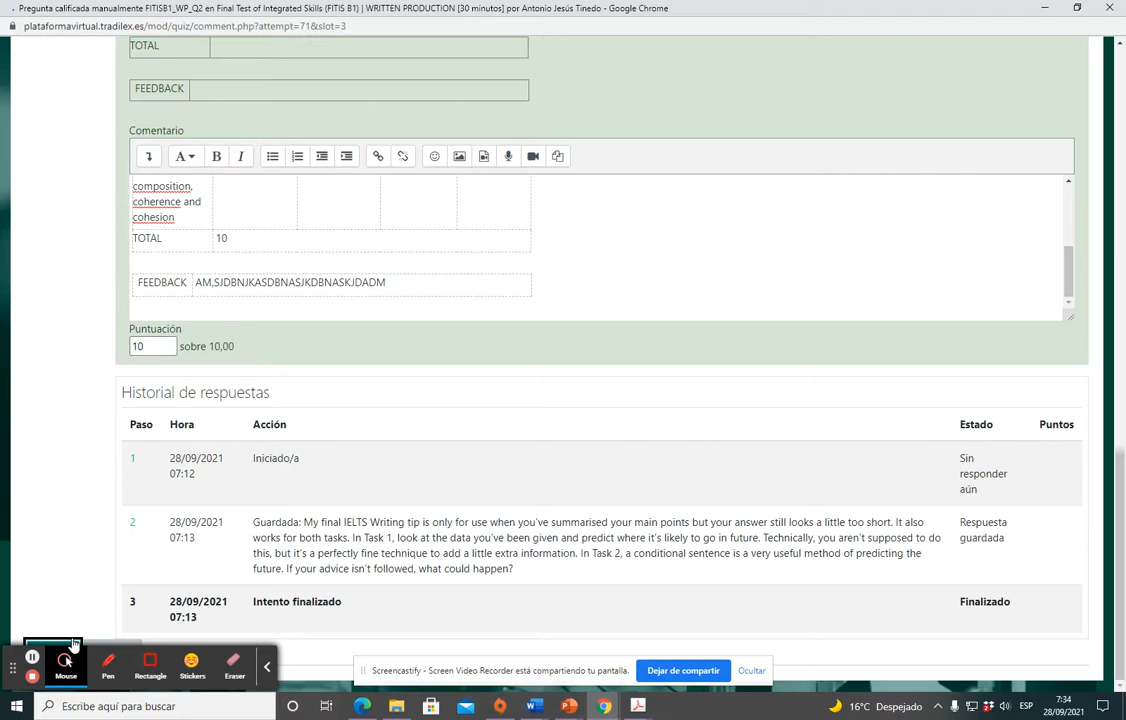 Pregunta calificada manualmente FITISB1_WP_Q2 en Final Test of Integrated Skills (FITIS B1) | WRITTEN PRODUCTION [30 minutes] por Antonio Jesús Tinedo - Google Chrome
plataformavirtual.tradilex.es/mod/quiz/comment.php?attempt=71&slot=3
TOTAL
FEEDBACK
Comentario
A B I
composition,
coherence and
cohesion
TOTAL 10
FEEDBACK AM,SJDBNJKASDBNASJKDBNASKJDADM
Puntuación
10 sobre 10,00
Historial de respuestas
Paso Hora Acción Estado Puntos
1 28/09/2021 Iniciado/a Sin
07:12 responder
aún
2 28/09/2021 Guardada: My final IELTS Writing tip is only for use when you've summarised your main points but your answer still looks a little too short. It also Respuesta
07:13 works for both tasks. In Task 1, look at the data you've been given and predict where it's likely to go in future. Technically, you aren't supposed to do guardada
this, but it's a perfectly fine technique to add a little extra information. In Task 2, a conditional sentence is a very useful method of predicting the
future. If your advice isn't followed, what could happen?
3 28/09/2021 Intento finalizado Finalizado
07:13
Mouse Pen Rectangle Stickers Eraser
Screencastify - Screen Video Recorder está compartiendo tu pantalla. Dejar de compartir Ocultar
Escribe aquí para buscar
16°C Despejado ESP 7:34
28/09/2021